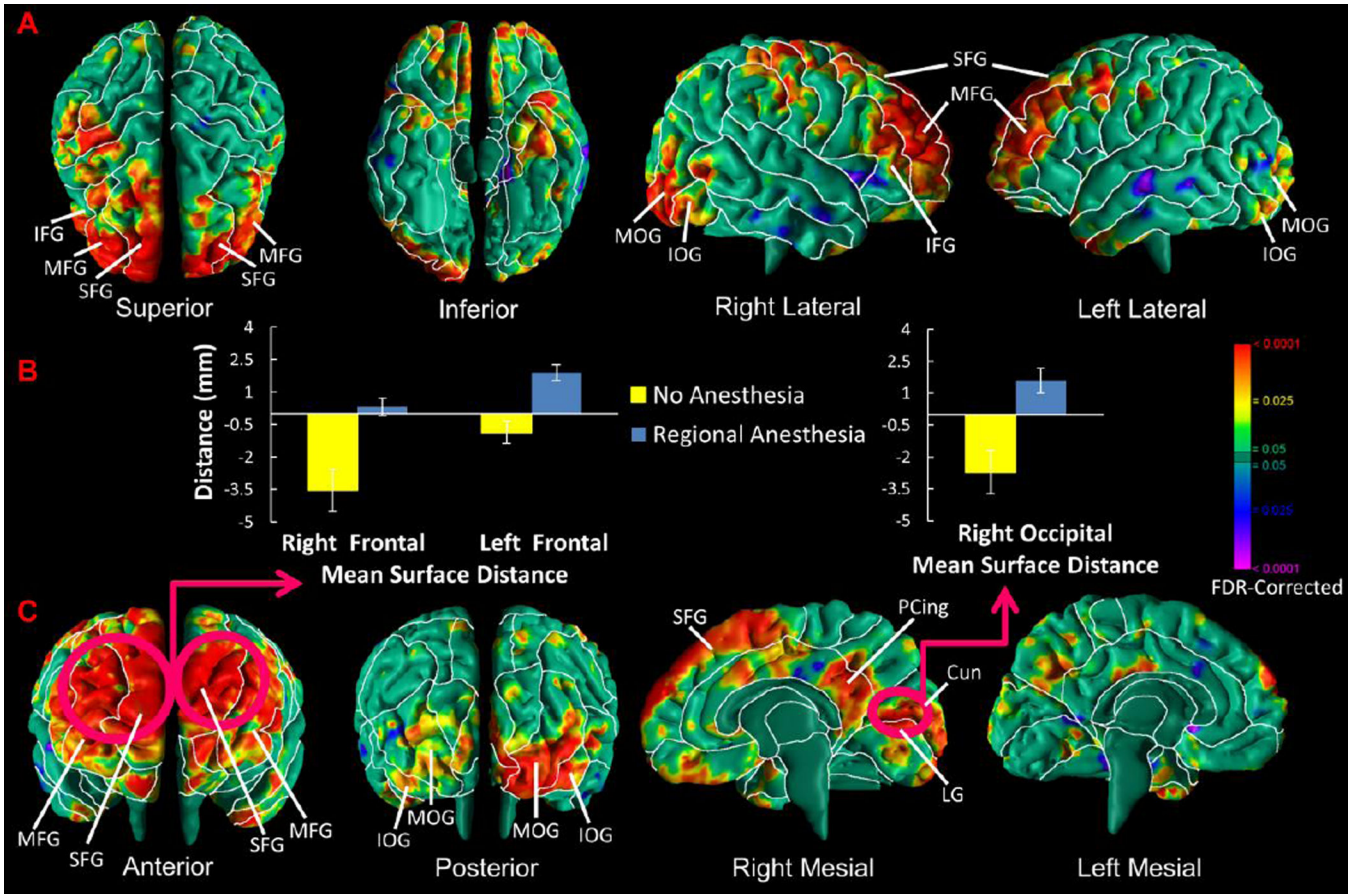 A
SFG
MFG
IFG
MFG
SFG
MFG
SFG
MOG
IOG
IFG
MOG
IOG
Superior
Inferior
Right Lateral
Left Lateral
B
Distance (mm)
4
2.5
1
-0.5
-2
-3.5
-5
No Anesthesia
Regional Anesthesia
4
2.5
1
-0.5
-2
-3.5
-5
< 0.0001
= 0.025
= 0.05
= 0.05
= 0.025
< 0.0001
FDR-Corrected
Right Frontal
Left Frontal
Mean Surface Distance
Right Occipital
Mean Surface Distance
C
SFG
PCing
Cun
MFG
SFG
SFG
MFG
IOG
MOG
MOG
IOG
LG
Anterior
Posterior
Right Mesial
Left Mesial